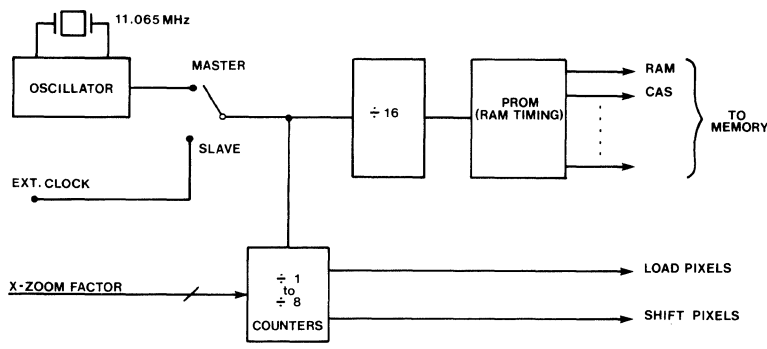 11.065 MHz
OSCILLATOR
MASTER
SLAVE
EXT. CLOCK
÷ 16
PROM
(RAM TIMING)
RAM
CAS
TO
MEMORY
X-ZOOM FACTOR
÷ 1
to
÷ 8
COUNTERS
LOAD PIXELS
SHIFT PIXELS